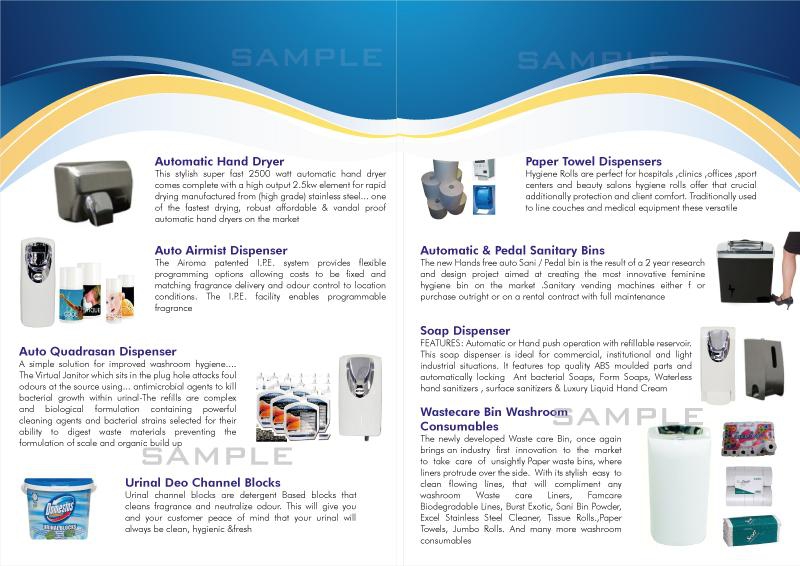 SAMPLE
SAMPLE
Automatic Hand Dryer
This stylish super fast 2500 watt automatic hand dryer
comes complete with a high output 2.5kw element for rapid
drying manufactured from (high grade) stainless steel... one
of the fastest drying, robust affordable & vandal proof
automatic hand dryers on the market
Auto Airmist Dispenser
The Airoma patented I.P.E. system provides flexible
programming options allowing costs to be fixed and
matching fragrance delivery and odour control to location
conditions. The I.P.E. facility enables programmable
fragrance
Auto Quadrasan Dispenser
A simple solution for improved washroom hygiene....
The Virtual Janitor which sits in the plug hole attacks foul
odours at the source using... antimicrobial agents to kill
bacterial growth within urinal-The refills are complex
and biological formulation containing powerful
cleaning agents and bacterial strains selected for their
ability to digest waste materials preventing the
formulation of scale and organic build up
SAMPLE
Urinal Deo Channel Blocks
Urinal channel blocks are detergent Based blocks that
cleans fragrance and neutralize odour. This will give you
and your customer peace of mind that your urinal will
always be clean, hygienic &fresh
Domestos
URINAL BLOCKS
Paper Towel Dispensers
Hygiene Rolls are perfect for hospitals ,clinics ,offices ,sport
centers and beauty salons hygiene rolls offer that crucial
additionally protection and client comfort. Traditionally used
to line couches and medical equipment these versatile
Automatic & Pedal Sanitary Bins
The new Hands free auto Sani / Pedal bin is the result of a 2 year research
and design project aimed at creating the most innovative feminine
hygiene bin on the market .Sanitary vending machines either f or
purchase outright or on a rental contract with full maintenance
Soap Dispenser
FEATURES: Automatic or Hand push operation with refillable reservoir.
This soap dispenser is ideal for commercial, institutional and light
industrial situations. It features top quality ABS moulded parts and
automatically locking Ant bacterial Soaps, Form Soaps, Waterless
hand sanitizers , surface sanitizers & Luxury Liquid Hand Cream
Wastecare Bin Washroom
Consumables
SAMPLE
The newly developed Waste care Bin, once again
brings an industry first innovation to the market
to take care of unsightly Paper waste bins, where
liners protrude over the side. With its stylish easy to
clean flowing lines, that will compliment any
washroom Waste care Liners, Famcare
Biodegradable Lines, Burst Exotic, Sani Bin Powder,
Excel Stainless Steel Cleaner, Tissue Rolls.,Paper
Towels, Jumbo Rolls. And many more washroom
consumables